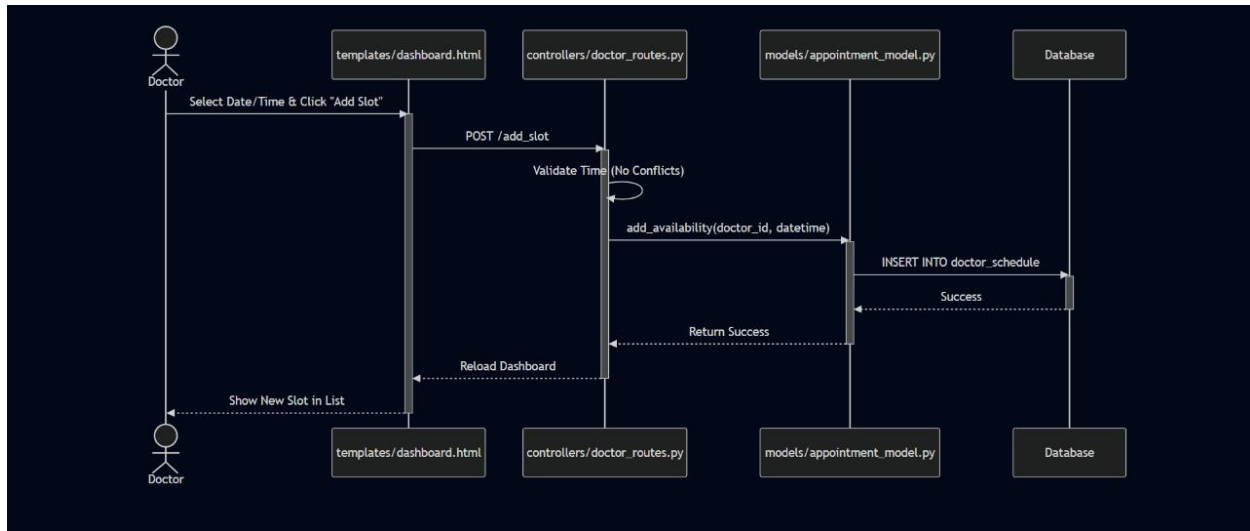 templates/dashboard.html
controllers/doctor_routes.py
models/appointment_model.py
Database
Doctor
Select Date/Time & Click "Add Slot"
POST /add_slot
Validate Time (No Conflicts)
add_availability(doctor_id, datetime)
INSERT INTO doctor_schedule
Success
Return Success
Reload Dashboard
Show New Slot in List
templates/dashboard.html
controllers/doctor_routes.py
models/appointment_model.py
Database
Doctor